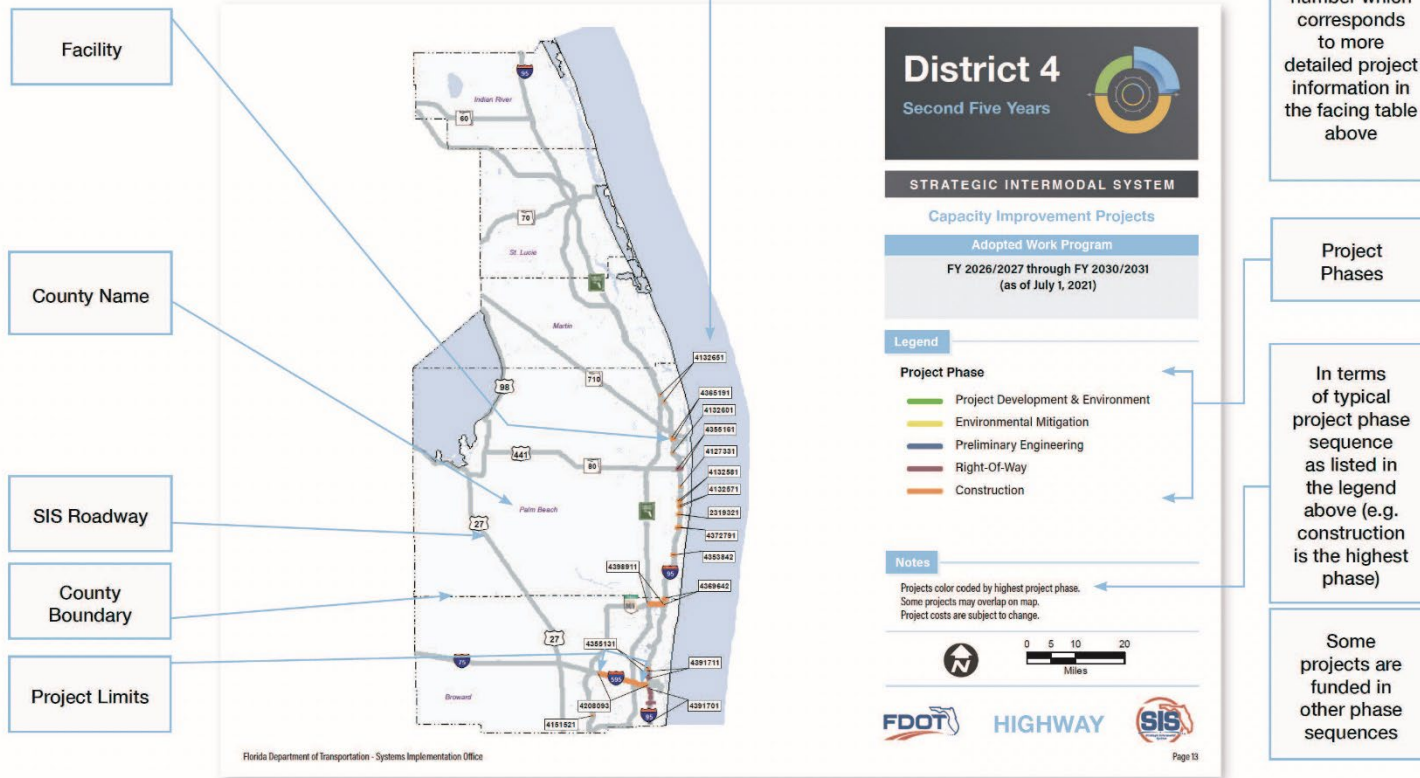 Facility
County Name
SIS Roadway
County
Boundary
Project Limits
95
Indian River
60
70
St. Lucie
Martin
4132651
98
710
4365191
4132601
4355161
4127331
4132581
4132571
2319321
4372791
4353842
441
80
Palm Beach
27
95
4398911
4369642
27
4355131
75
595
4391711
Broward
4208093
4151521
95
4391701
Florida Department of Transportation - Systems Implementation Office
District 4
Second Five Years
STRATEGIC INTERMODAL SYSTEM
Capacity Improvement Projects
Adopted Work Program
FY 2026/2027 through FY 2030/2031
(as of July 1, 2021)
Legend
Project Phase
Project Development & Environment
Environmental Mitigation
Preliminary Engineering
Right-Of-Way
Construction
Notes
Projects color coded by highest project phase.
Some projects may overlap on map.
Project costs are subject to change.
N
0 5 10 20
Miles
FDOT
HIGHWAY
SIS
Page 13
number which
corresponds
to more
detailed project
information in
the facing table
above
Project
Phases
In terms
of typical
project phase
sequence
as listed in
the legend
above (e.g.
construction
is the highest
phase)
Some
projects are
funded in
other phase
sequences